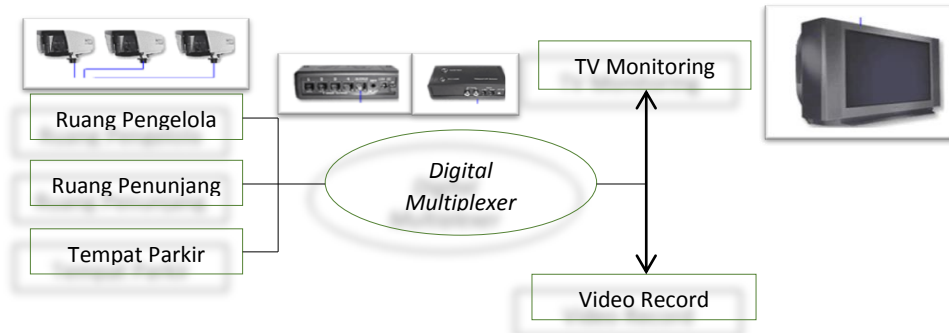 TV Monitoring
Ruang Pengelola
Ruang Penunjang
Digital
Multiplexer
Tempat Parkir
Video Record